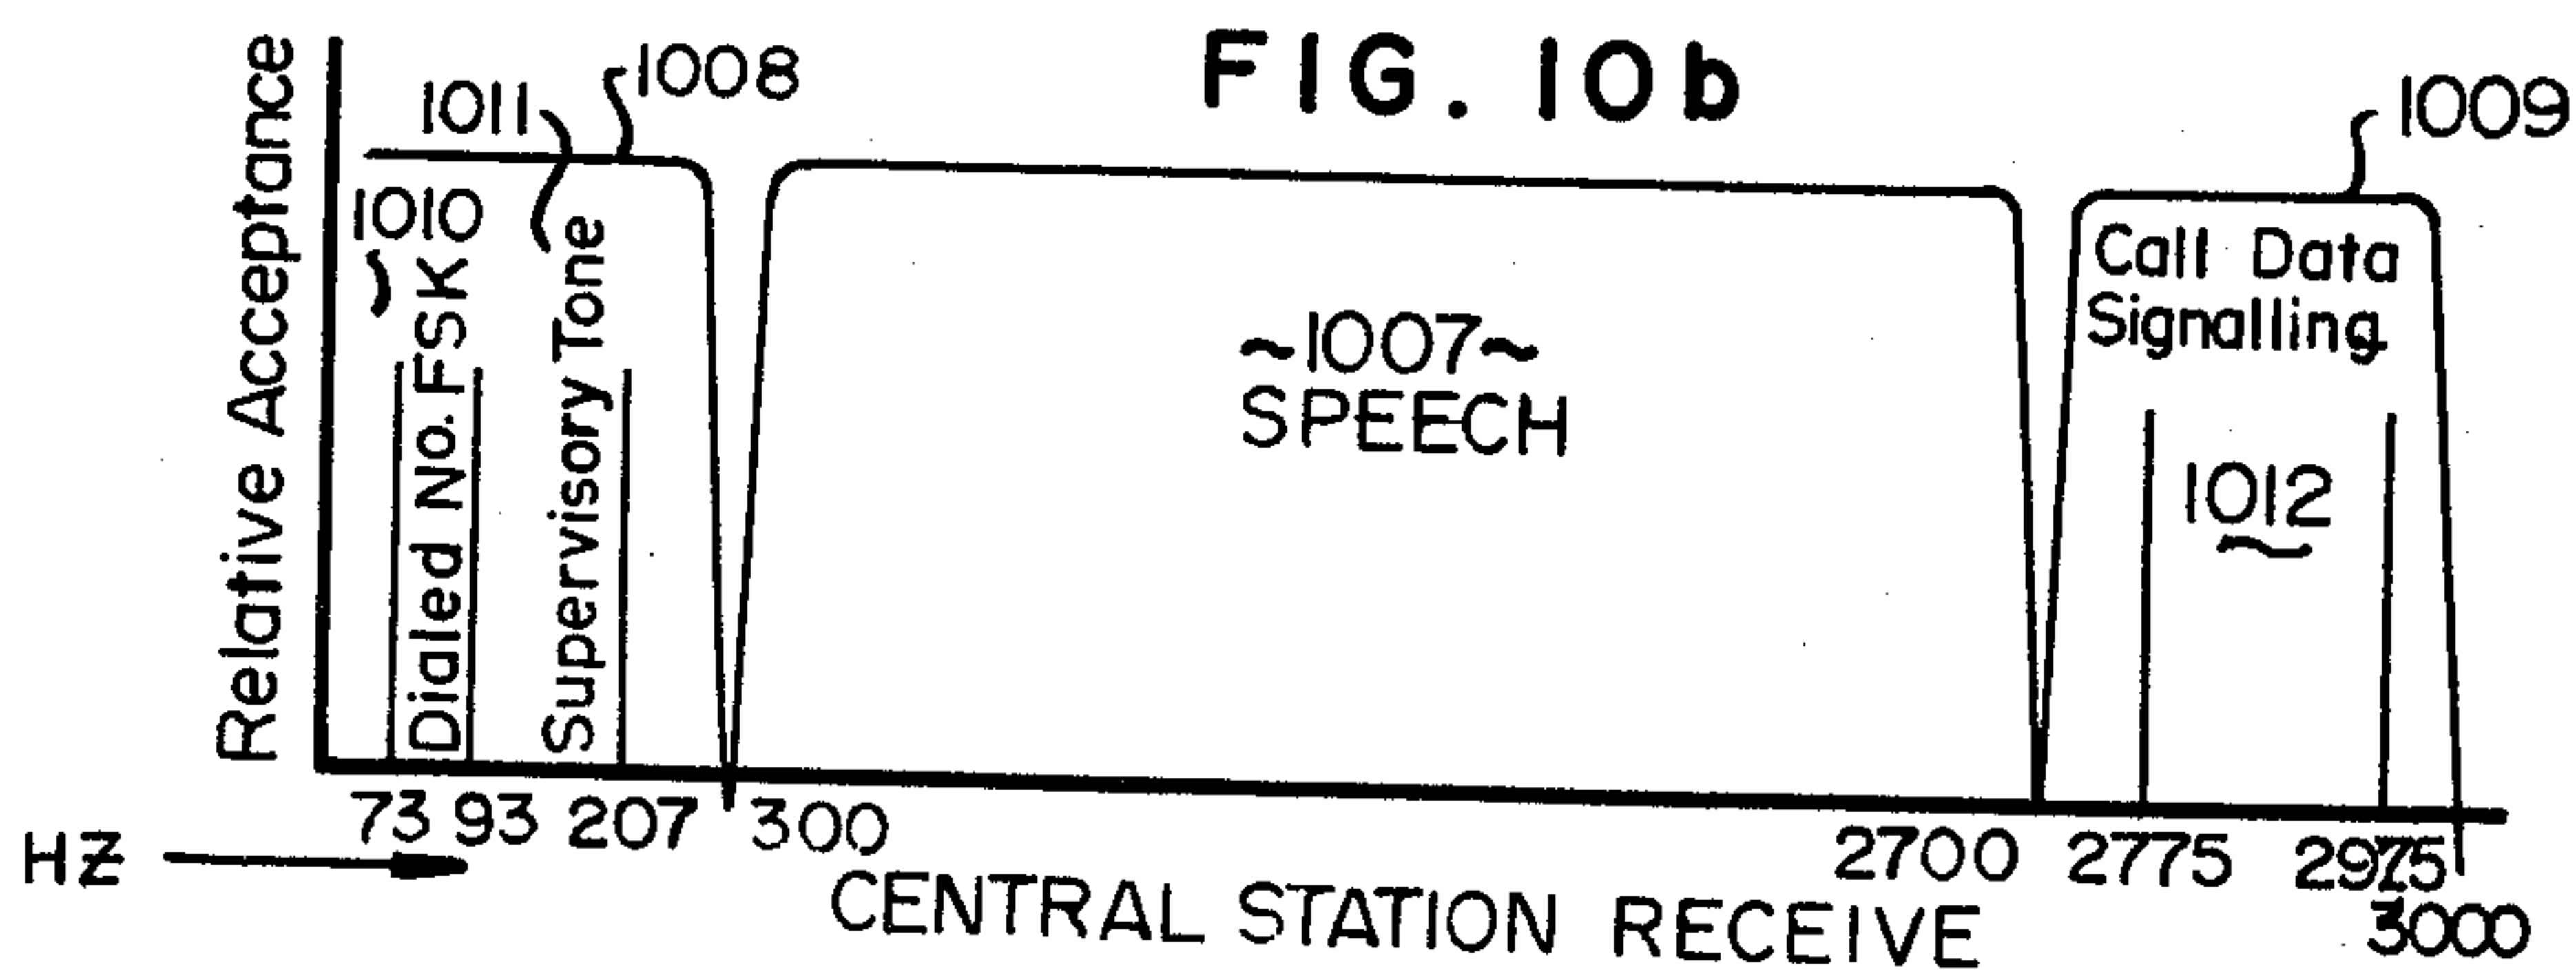 FIG. 10b
Relative Acceptance
1011
1008
1009
1010
Dialed No. FSK
Supervisory Tone
~1007~
SPEECH
Call Data
Signalling
1012
HZ
73
93
207
300
2700
2775
2975
3000
CENTRAL STATION RECEIVE